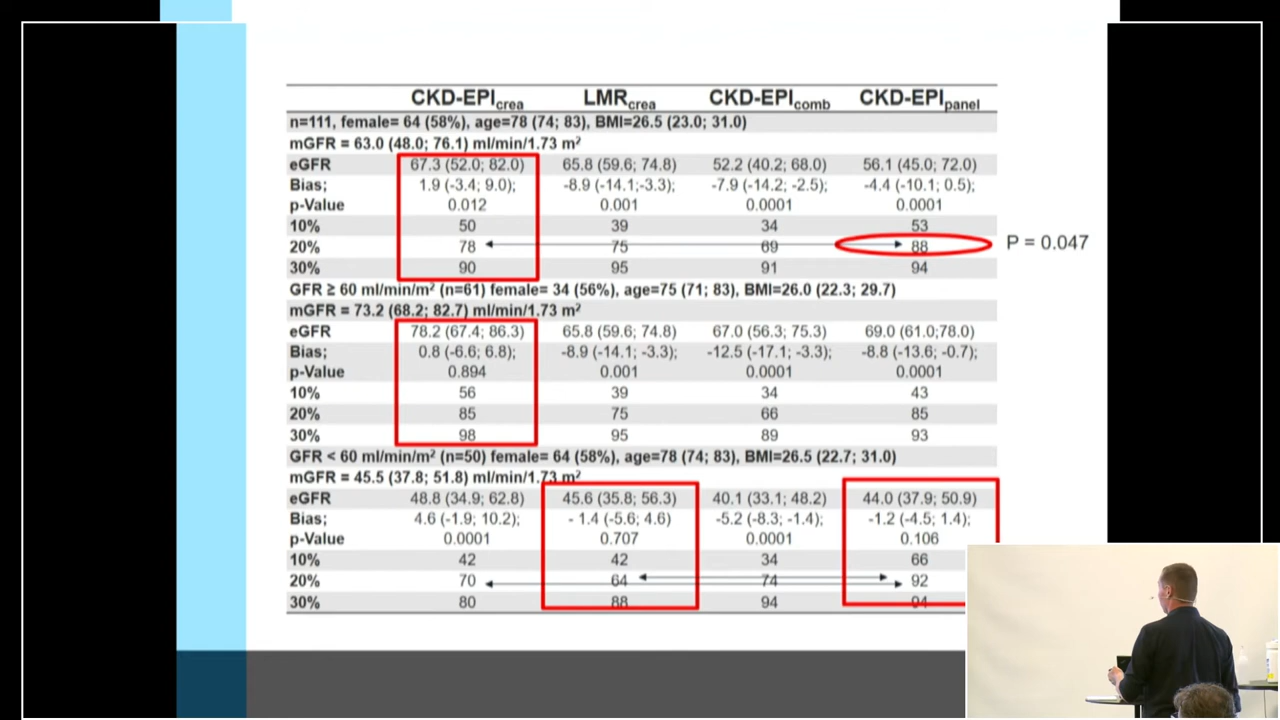 CKD-EPIcrea LMRcrea CKD-EPIcomb CKD-EPIpanel
n=111, female= 64 (58%), age=78 (74; 83), BMI=26.5 (23.0; 31.0)
mGFR = 63.0 (48.0; 76.1) ml/min/1.73 m²
eGFR 67.3 (52.0; 82.0) 65.8 (59.6; 74.8) 52.2 (40.2; 68.0) 56.1 (45.0; 72.0)
Bias; 1.9 (-3.4; 9.0); -8.9 (-14.1;-3.3); -7.9 (-14.2; -2.5); -4.4 (-10.1; 0.5);
p-Value 0.012 0.001 0.0001 0.0001
10% 50 39 34 53
20% 78 75 69 88 P = 0.047
30% 90 95 91 94
GFR ≥ 60 ml/min/m² (n=61) female= 34 (56%), age=75 (71; 83), BMI=26.0 (22.3; 29.7)
mGFR = 73.2 (68.2; 82.7) ml/min/1.73 m²
eGFR 78.2 (67.4; 86.3) 65.8 (59.6; 74.8) 67.0 (56.3; 75.3) 69.0 (61.0;78.0)
Bias; 0.8 (-6.6; 6.8); -8.9 (-14.1; -3.3); -12.5 (-17.1; -3.3); -8.8 (-13.6; -0.7);
p-Value 0.894 0.001 0.0001 0.0001
10% 56 39 34 43
20% 85 75 66 85
30% 98 95 89 93
GFR < 60 ml/min/m² (n=50) female= 64 (58%), age=78 (74; 83), BMI=26.5 (22.7; 31.0)
mGFR = 45.5 (37.8; 51.8) ml/min/1.73 m²
eGFR 48.8 (34.9; 62.8) 45.6 (35.8; 56.3) 40.1 (33.1; 48.2) 44.0 (37.9; 50.9)
Bias; 4.6 (-1.9; 10.2); - 1.4 (-5.6; 4.6) -5.2 (-8.3; -1.4); -1.2 (-4.5; 1.4);
p-Value 0.0001 0.707 0.0001 0.106
10% 42 42 34 66
20% 70 64 74 92
30% 80 88 94 94